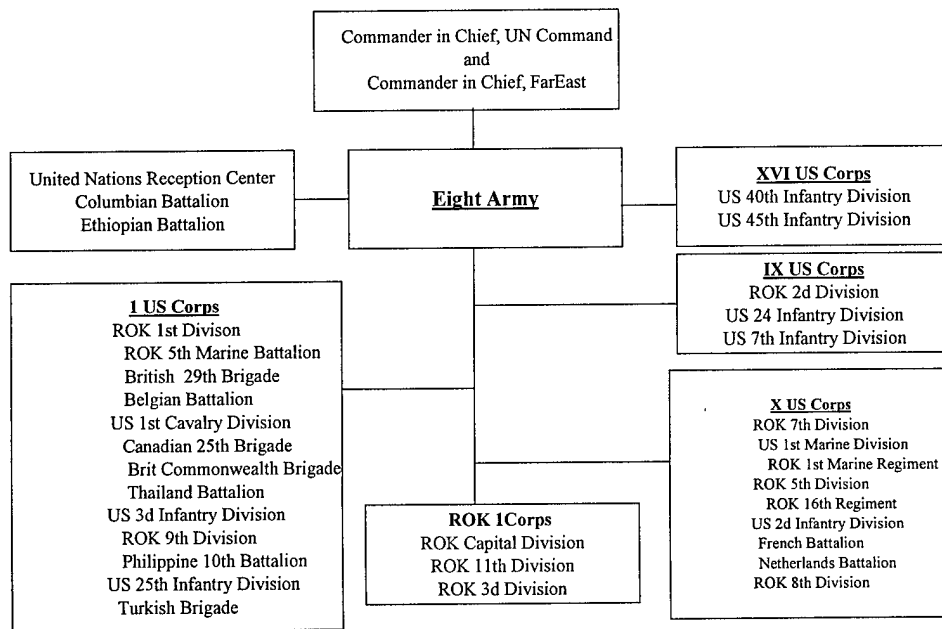 Commander in Chief, UN Command
and
Commander in Chief, FarEast
United Nations Reception Center
Columbian Battalion
Ethiopian Battalion
Eight Army
XVI US Corps
US 40th Infantry Division
US 45th Infantry Division
IX US Corps
ROK 2d Division
US 24 Infantry Division
US 7th Infantry Division
1 US Corps
ROK 1st Divison
ROK 5th Marine Battalion
British 29th Brigade
Belgian Battalion
US 1st Cavalry Division
Canadian 25th Brigade
Brit Commonwealth Brigade
Thailand Battalion
US 3d Infantry Division
ROK 9th Division
Philippine 10th Battalion
US 25th Infantry Division
Turkish Brigade
ROK 1Corps
ROK Capital Division
ROK 11th Division
ROK 3d Division
X US Corps
ROK 7th Division
US 1st Marine Division
ROK 1st Marine Regiment
ROK 5th Division
ROK 16th Regiment
US 2d Infantry Division
French Battalion
Netherlands Battalion
ROK 8th Division